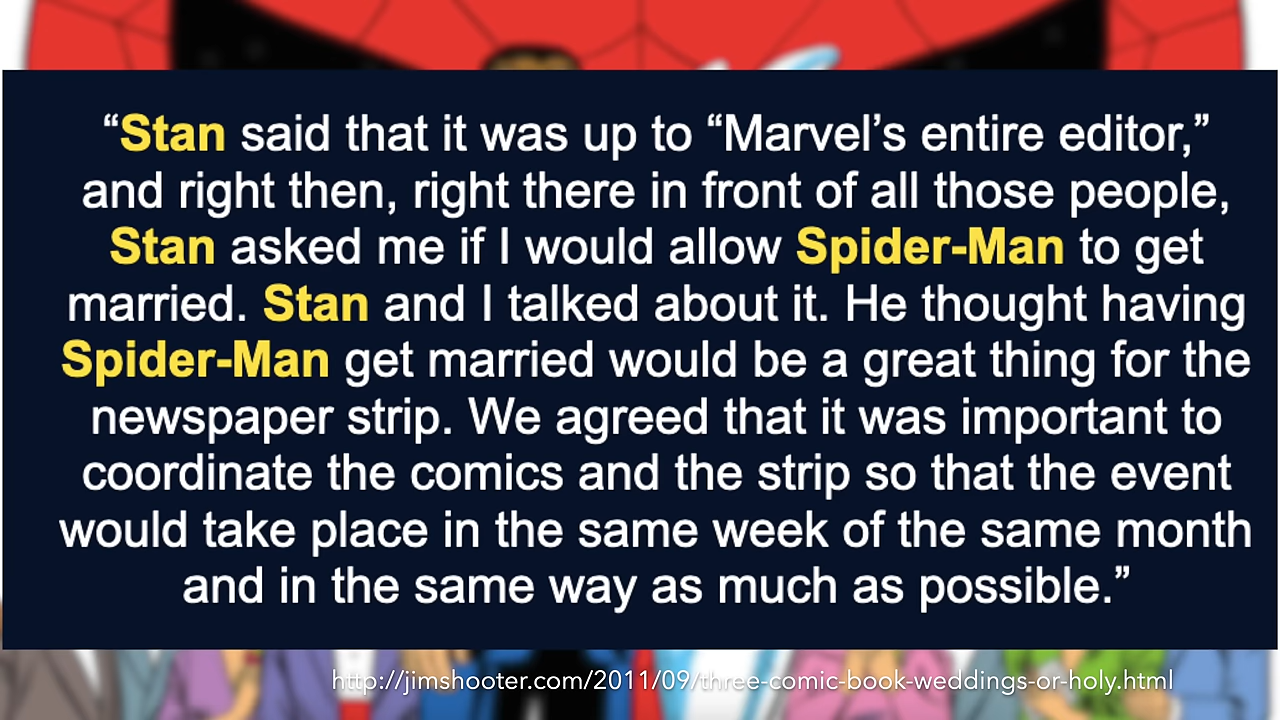 “Stan said that it was up to “Marvel’s entire editor,”
and right then, right there in front of all those people,
Stan asked me if I would allow Spider-Man to get
married. Stan and I talked about it. He thought having
Spider-Man get married would be a great thing for the
newspaper strip. We agreed that it was important to
coordinate the comics and the strip so that the event
would take place in the same week of the same month
and in the same way as much as possible.”
http://jimshooter.com/2011/09/three-comic-book-weddings-or-holy.html